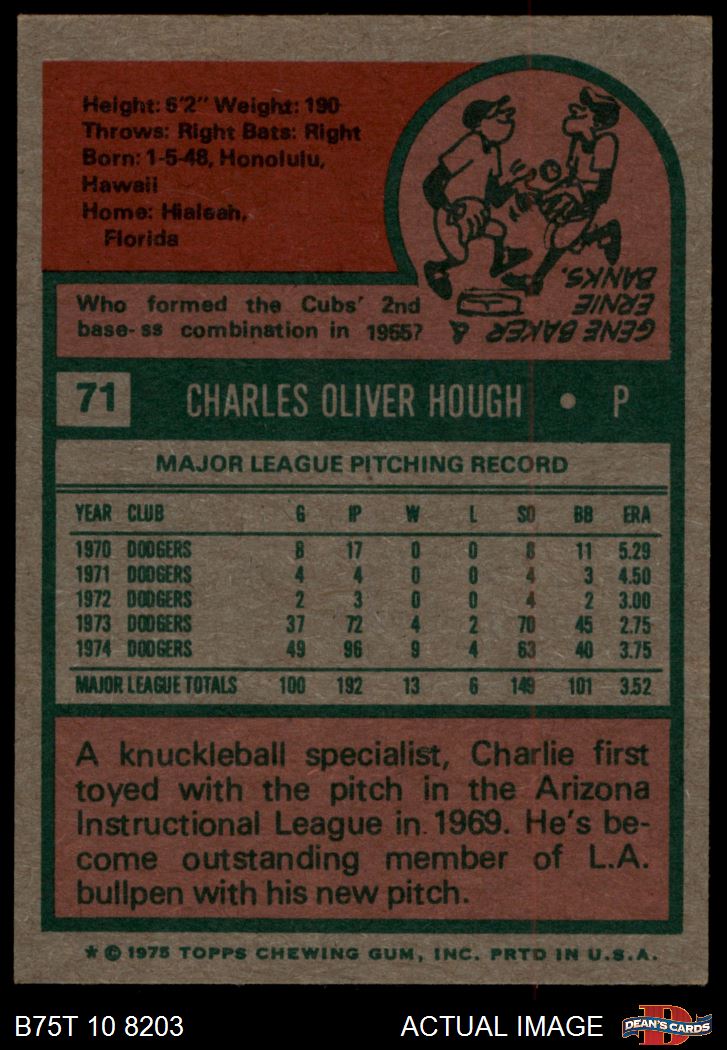 Height: 6'2" Weight: 190
Throws: Right Bats: Right
Born: 1-5-48, Honolulu,
Hawaii
Home: Hialeah,
Florida
GENE BAKER &
ERNIE
BANKS.
Who formed the Cubs' 2nd
base-ss combination in 1955?
71 CHARLES OLIVER HOUGH • P
MAJOR LEAGUE PITCHING RECORD
YEAR CLUB G IP W L SO BB ERA
1970 DODGERS 8 17 0 0 8 11 5.29
1971 DODGERS 4 4 0 0 4 3 4.50
1972 DODGERS 2 3 0 0 4 2 3.00
1973 DODGERS 37 72 4 2 70 45 2.75
1974 DODGERS 49 96 9 4 63 40 3.75
MAJOR LEAGUE TOTALS 100 192 13 6 149 101 3.52
A knuckleball specialist, Charlie first
toyed with the pitch in the Arizona
Instructional League in 1969. He's be-
come outstanding member of L.A.
bullpen with his new pitch.
* © 1975 TOPPS CHEWING GUM, INC. PRTD IN U.S.A.
B75T 10 8203 ACTUAL IMAGE DEAN'S CARDS